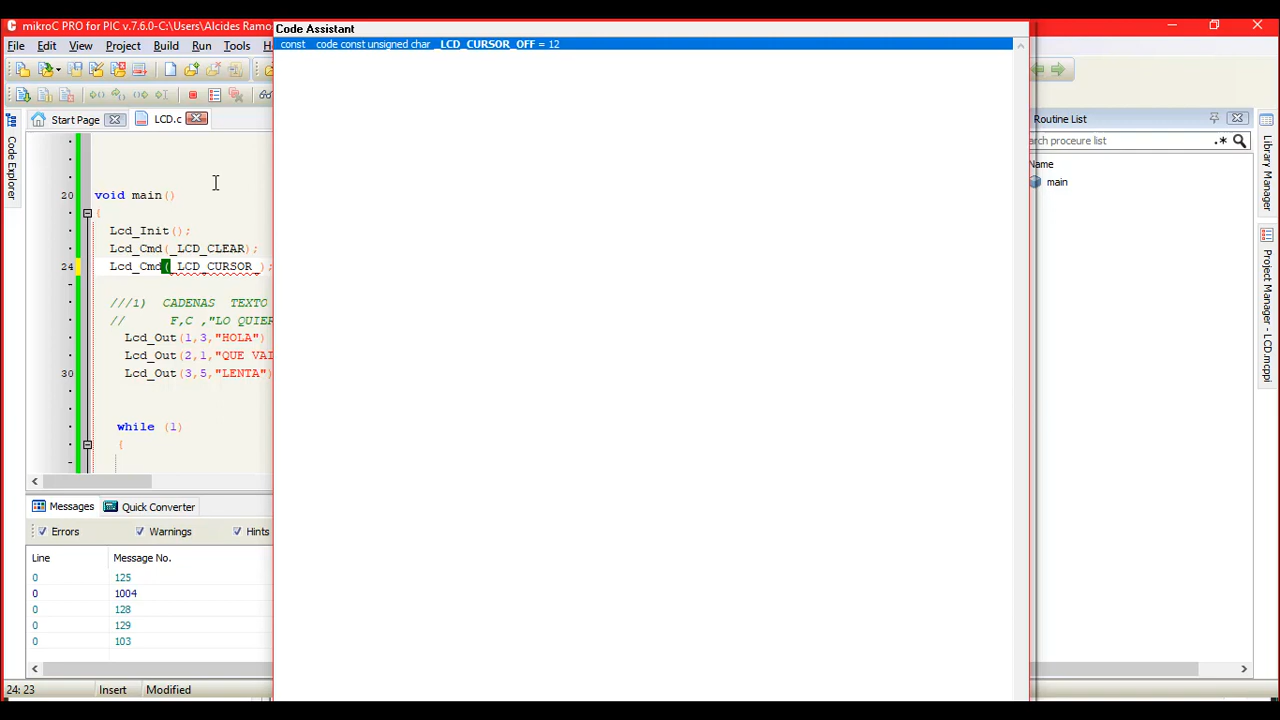 mikroC PRO for PIC v.7.6.0-C:\Users\Alcides Ramo
Code Assistant
const code const unsigned char _LCD_CURSOR_OFF = 12
File Edit View Project Build Run Tools H
Start Page
LCD.c
Code Explorer
20 void main()
{
Lcd_Init();
Lcd_Cmd(_LCD_CLEAR);
24 Lcd_Cmd(_LCD_CURSOR_);
///1) CADENAS TEXTO
// F,C ,"LO QUIER
Lcd_Out(1,3,"HOLA")
Lcd_Out(2,1,"QUE VAI
30 Lcd_Out(3,5,"LENTA")
while (1)
{
Routine List
arch proceure list
.*
Name
main
Library Manager
Project Manager - LCD.mcppi
Messages
Quick Converter
Errors Warnings Hints
Line Message No.
0 125
0 1004
0 128
0 129
0 103
24: 23 Insert Modified